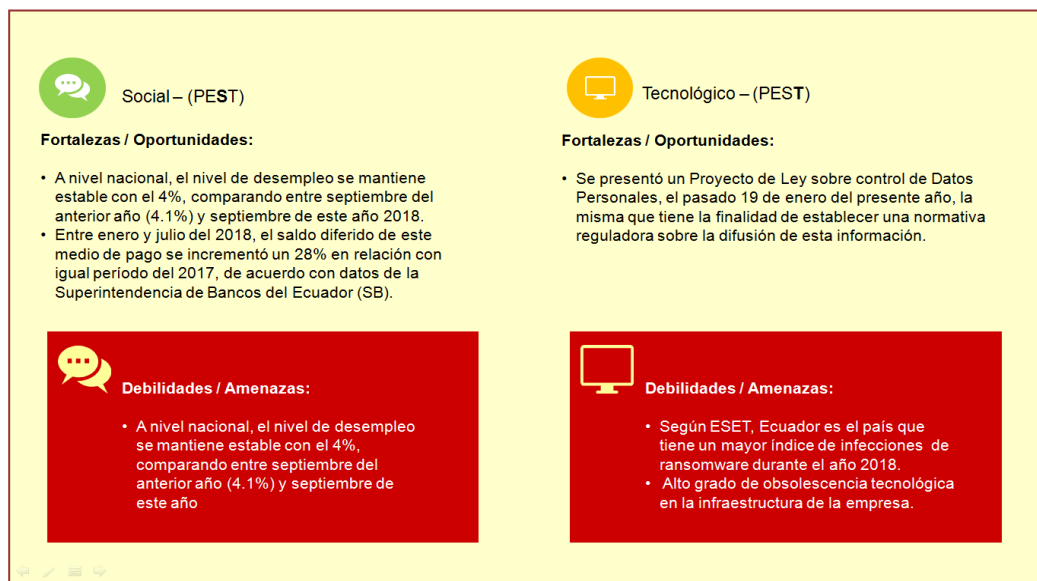 Social – (PEST)
Fortalezas / Oportunidades:
• A nivel nacional, el nivel de desempleo se mantiene
estable con el 4%, comparando entre septiembre del
anterior año (4.1%) y septiembre de este año 2018.
• Entre enero y julio del 2018, el saldo diferido de este
medio de pago se incrementó un 28% en relación con
igual período del 2017, de acuerdo con datos de la
Superintendencia de Bancos del Ecuador (SB).
Debilidades / Amenazas:
• A nivel nacional, el nivel de desempleo
se mantiene estable con el 4%,
comparando entre septiembre del
anterior año (4.1%) y septiembre de
este año
Tecnológico – (PEST)
Fortalezas / Oportunidades:
• Se presentó un Proyecto de Ley sobre control de Datos
Personales, el pasado 19 de enero del presente año, la
misma que tiene la finalidad de establecer una normativa
reguladora sobre la difusión de esta información.
Debilidades / Amenazas:
• Según ESET, Ecuador es el país que
tiene un mayor índice de infecciones de
ransomware durante el año 2018.
• Alto grado de obsolescencia tecnológica
en la infraestructura de la empresa.